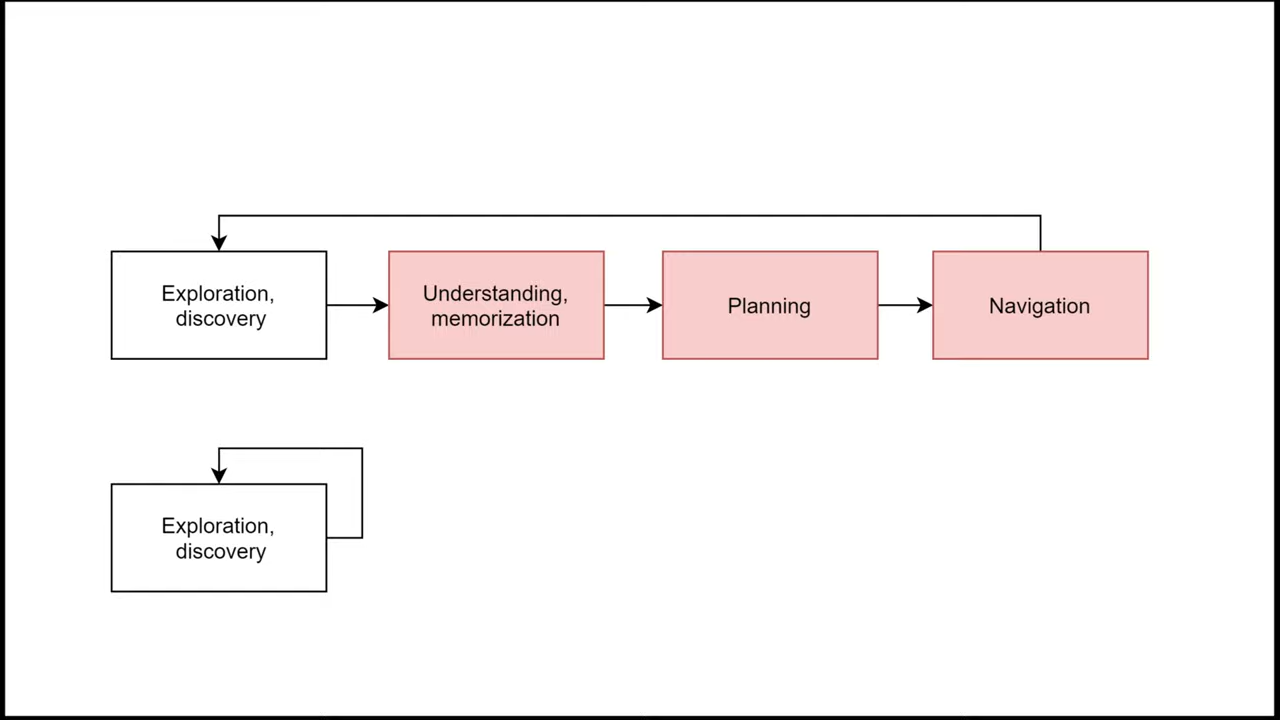 Exploration,
discovery
Understanding,
memorization
Planning
Navigation
Exploration,
discovery